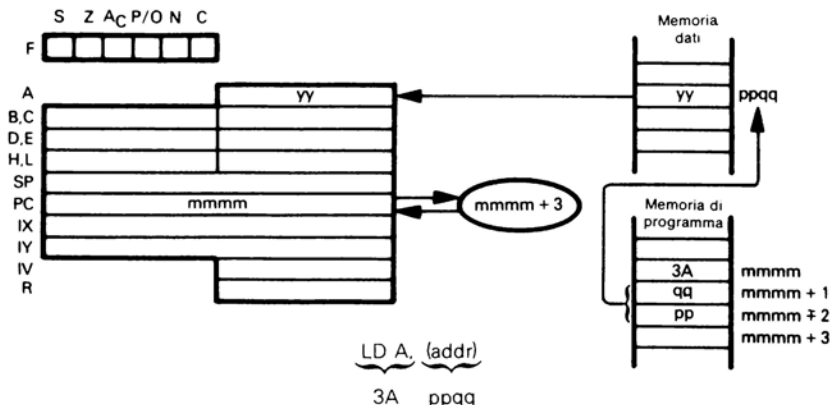 S Z AC P/O N C
F
A yy
B,C
D,E
H,L
SP
PC mmmm
IX
IY
IV
R
mmmm + 3
Memoria
dati
yy ppqq
Memoria di
programma
3A mmmm
qq mmmm + 1
pp mmmm + 2
mmmm + 3
LD A, (addr)
3A ppqq